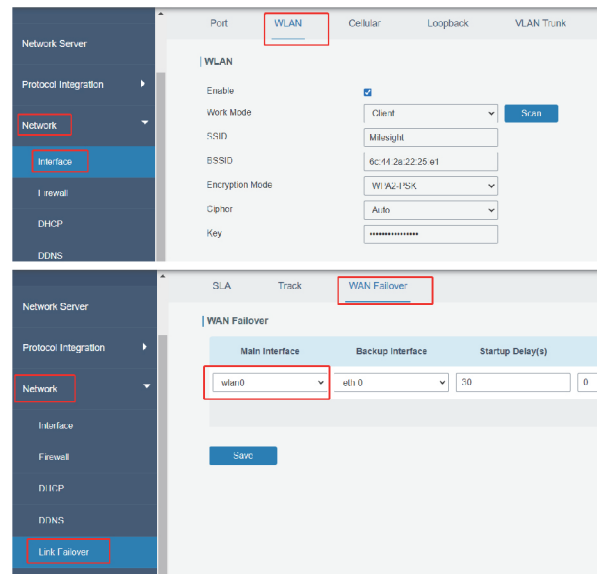 Port WLAN Cellular Loopback VLAN Trunk
Network Server
WLAN
Protocol Integration
Enable
Work Mode Client Scan
Network
SSID Milesight
Interface
BSSID 6c:44:2a:22:25:e1
Encryption Mode WPA2-PSK
Firewall
Cipher Auto
DHCP
Key ••••••••••••••••
DDNS
SLA Track WAN Failover
Network Server
WAN Failover
Protocol Integration
Main Interface Backup Interface Startup Delay(s)
Network
wlan0 eth 0 30 0
Interface
Firewall
Save
DHCP
DDNS
Link Failover